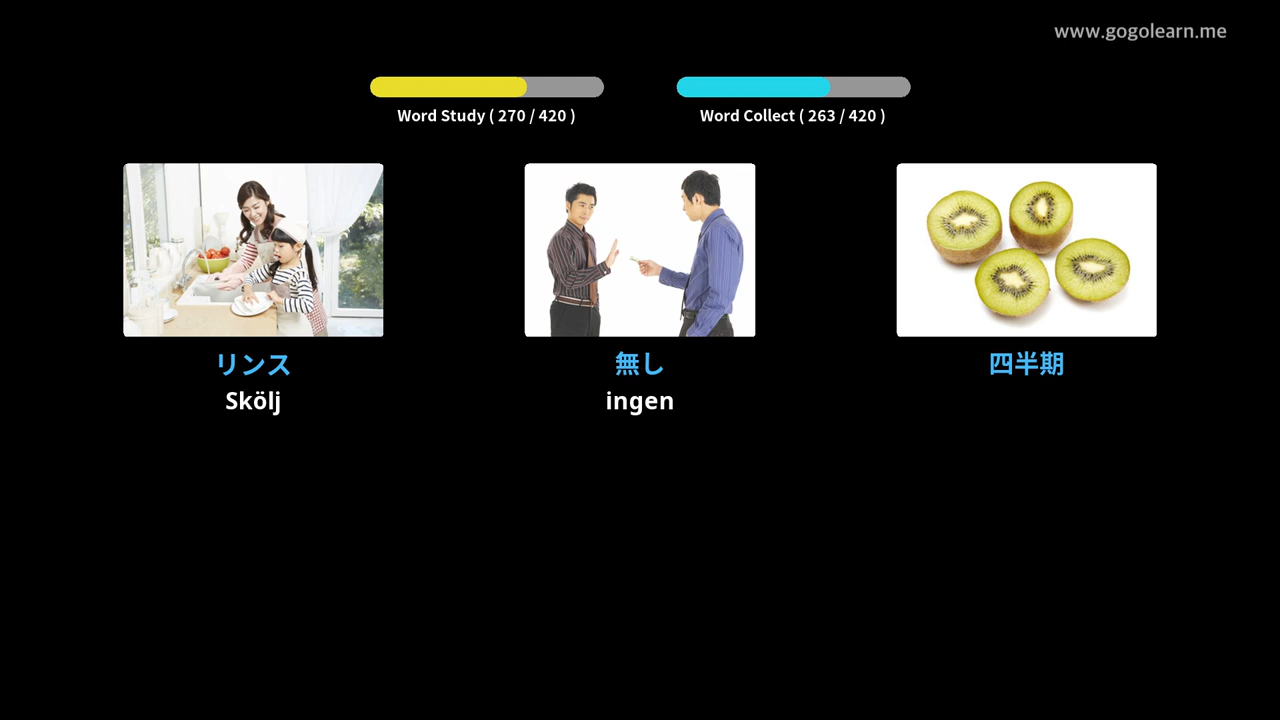 www.gogolearn.me
Word Study ( 270 / 420 )
Word Collect ( 263 / 420 )
リンス
Skölj
無し
ingen
四半期